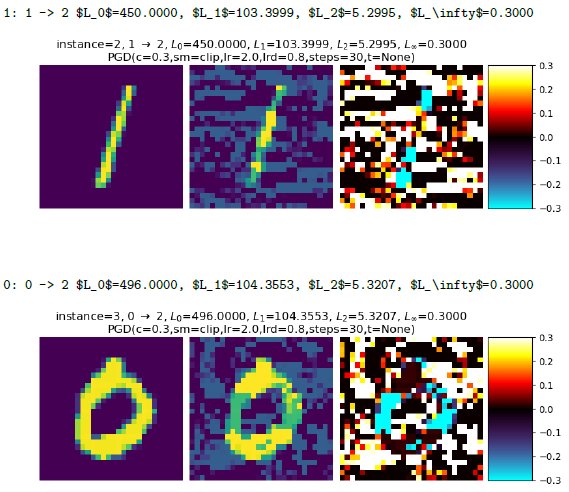 1: 1 -> 2 $L_0$=450.0000, $L_1$=103.3999, $L_2$=5.2995, $L_\infty$=0.3000
instance=2, 1 → 2, L₀=450.0000, L₁=103.3999, L₂=5.2995, L∞=0.3000
PGD(c=0.3,sm=clip,lr=2.0,lrd=0.8,steps=30,t=None)
0.3
0.2
0.1
0.0
−0.1
−0.2
−0.3
0: 0 -> 2 $L_0$=496.0000, $L_1$=104.3553, $L_2$=5.3207, $L_\infty$=0.3000
instance=3, 0 → 2, L₀=496.0000, L₁=104.3553, L₂=5.3207, L∞=0.3000
PGD(c=0.3,sm=clip,lr=2.0,lrd=0.8,steps=30,t=None)
0.3
0.2
0.1
0.0
−0.1
−0.2
−0.3